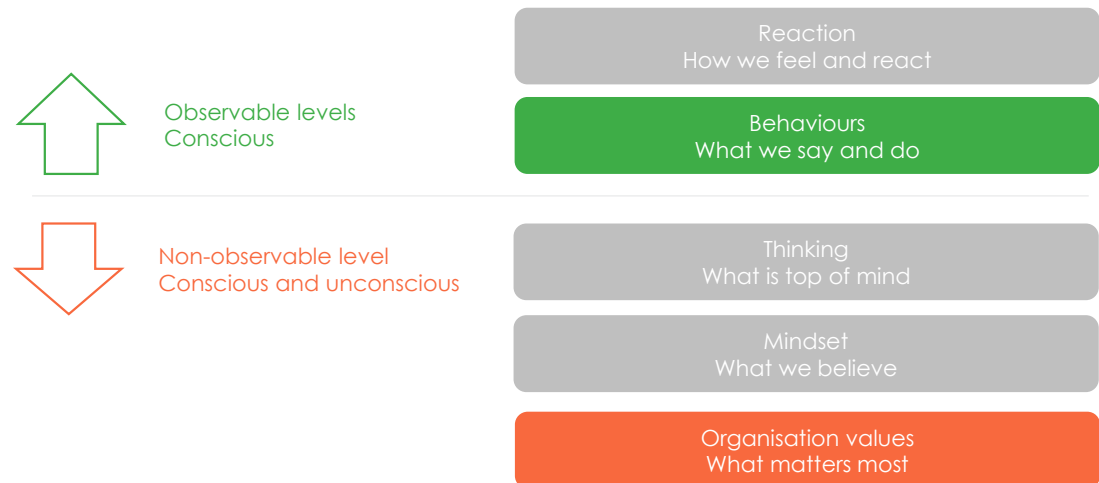 Reaction
How we feel and react
Observable levels
Conscious
Behaviours
What we say and do
Non-observable level
Conscious and unconscious
Thinking
What is top of mind
Mindset
What we believe
Organisation values
What matters most